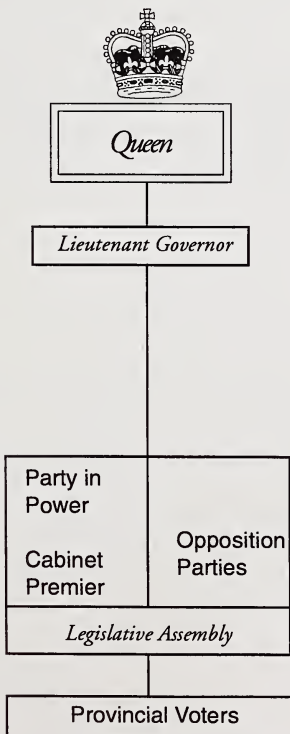 Queen
Lieutenant Governor
Party in
Power
Cabinet
Premier
Opposition
Parties
Legislative Assembly
Provincial Voters